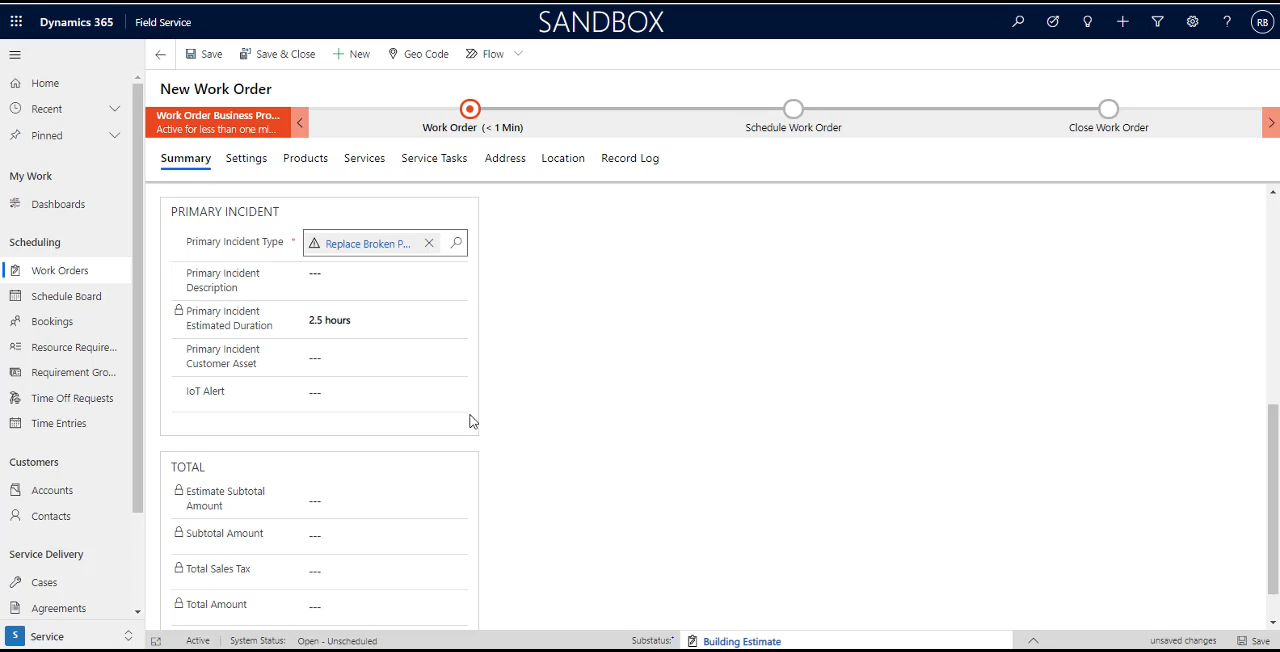 Dynamics 365
Field Service
SANDBOX
RB
Save
Save & Close
New
Geo Code
Flow
New Work Order
Work Order Business Pro...
Active for less than one mi...
Work Order (< 1 Min)
Schedule Work Order
Close Work Order
Summary
Settings
Products
Services
Service Tasks
Address
Location
Record Log
Home
Recent
Pinned
My Work
Dashboards
Scheduling
Work Orders
Schedule Board
Bookings
Resource Require...
Requirement Gro...
Time Off Requests
Time Entries
Customers
Accounts
Contacts
Service Delivery
Cases
Agreements
S Service
PRIMARY INCIDENT
Primary Incident Type * Replace Broken P...
Primary Incident
Description
---
Primary Incident
Estimated Duration
2.5 hours
Primary Incident
Customer Asset
---
IoT Alert ---
TOTAL
Estimate Subtotal
Amount
---
Subtotal Amount ---
Total Sales Tax ---
Total Amount ---
Active
System Status: Open - Unscheduled
Substatus:* Building Estimate
unsaved changes
Save